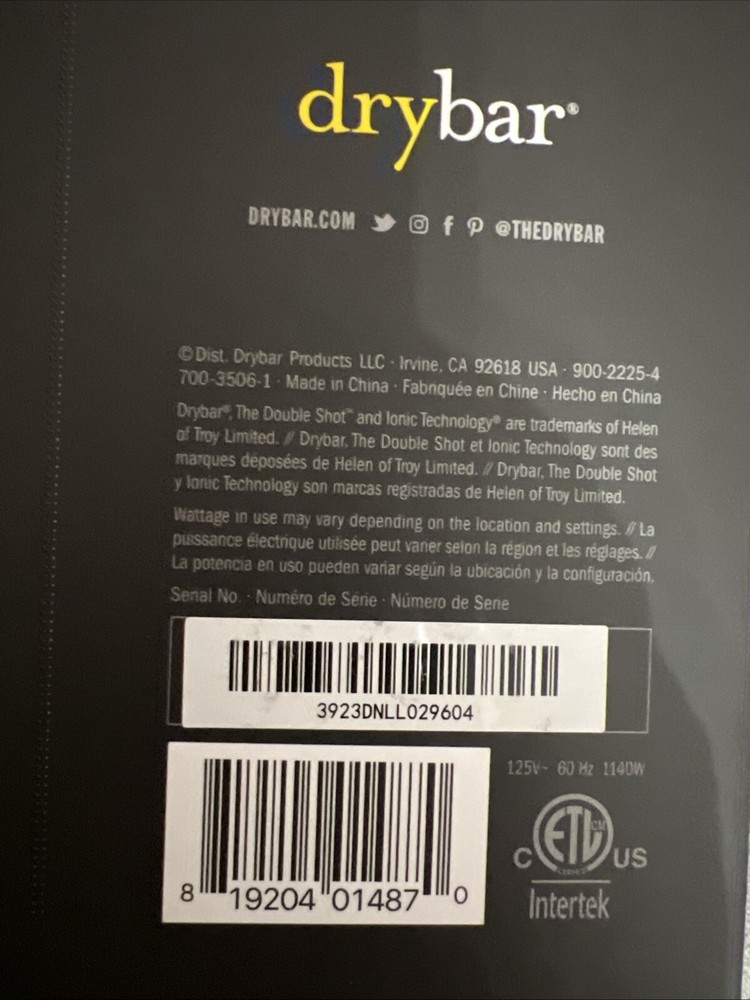 drybar®
DRYBAR.COM @THEDRYBAR
© Dist. Drybar Products LLC · Irvine, CA 92618 USA · 900-2225-4
700-3506-1 · Made in China · Fabriquée en Chine · Hecho en China
Drybar®, The Double Shot™ and Ionic Technology® are trademarks of Helen
of Troy Limited. // Drybar, The Double Shot et Ionic Technology sont des
marques déposées de Helen of Troy Limited. // Drybar, The Double Shot
y Ionic Technology son marcas registradas de Helen of Troy Limited.
Wattage in use may vary depending on the location and settings. // La
puissance électrique utilisée peut varier selon la région et les réglages. //
La potencia en uso pueden variar según la ubicación y la configuración.
Serial No. · Numéro de Série · Número de Serie
3923DNLL029604
125V~ 60 Hz 1140W
ETL CM
C US
Intertek
8 19204 01487 0